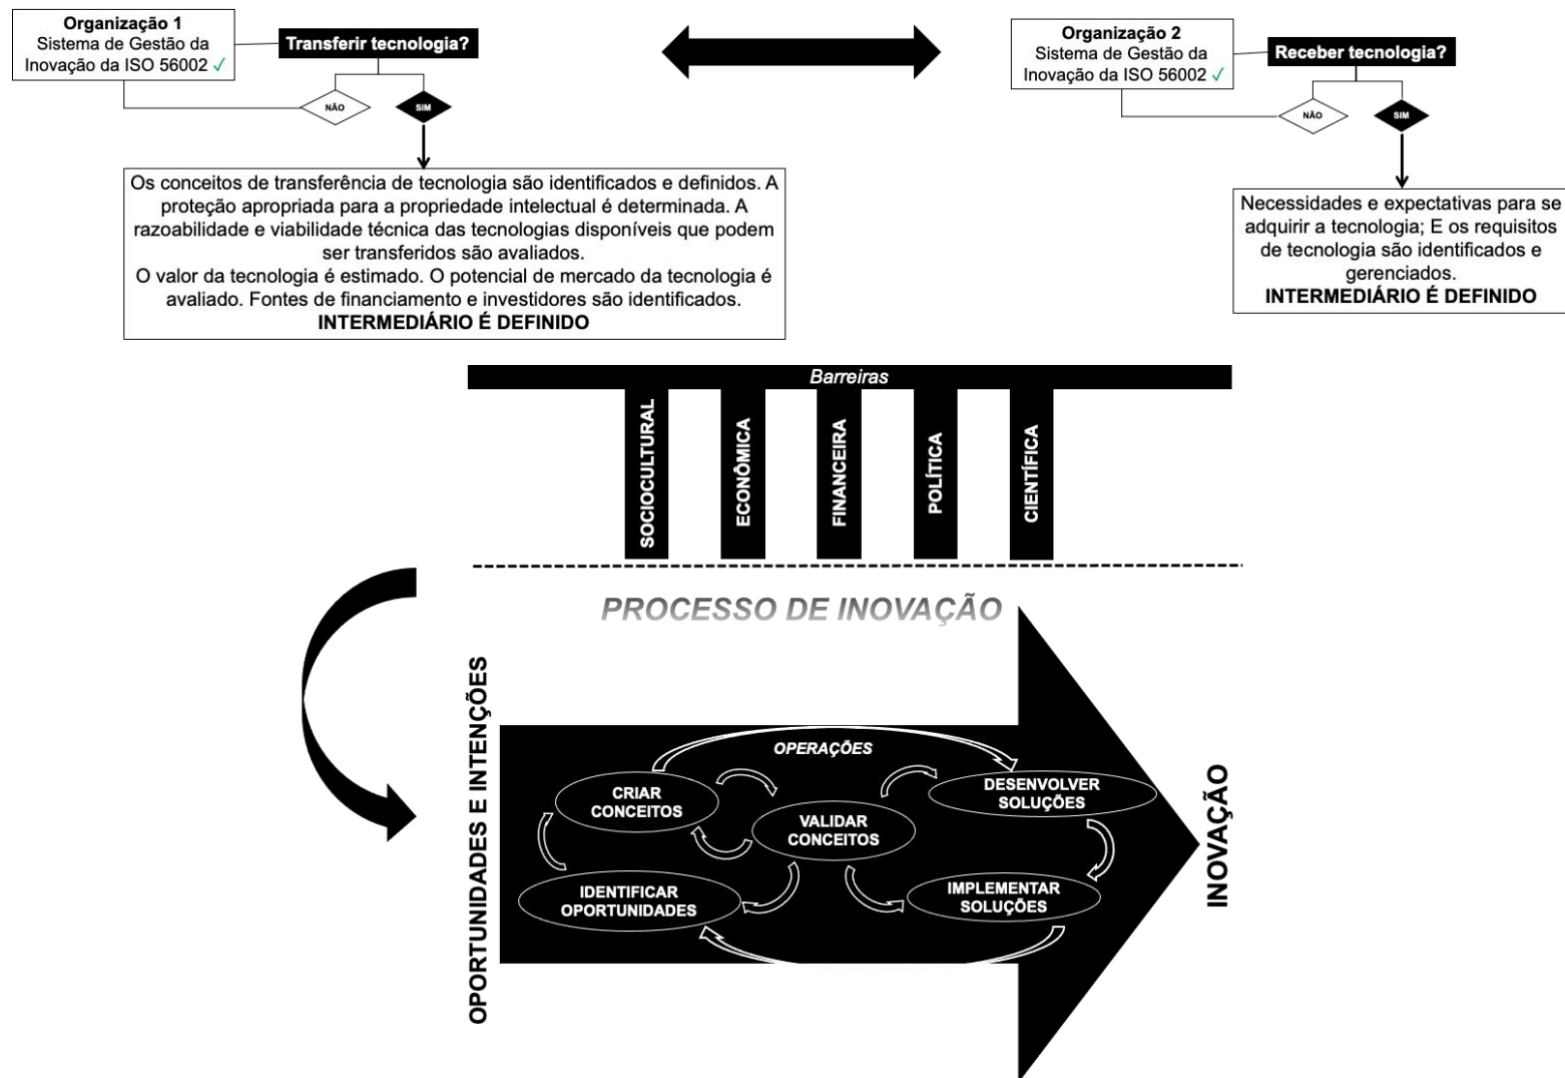 Organização 1
Sistema de Gestão da
Inovação da ISO 56002 ✓
Transferir tecnologia?
NÃO
SIM
Os conceitos de transferência de tecnologia são identificados e definidos. A
proteção apropriada para a propriedade intelectual é determinada. A
razoabilidade e viabilidade técnica das tecnologias disponíveis que podem
ser transferidos são avaliados.
O valor da tecnologia é estimado. O potencial de mercado da tecnologia é
avaliado. Fontes de financiamento e investidores são identificados.
INTERMEDIÁRIO É DEFINIDO
Organização 2
Sistema de Gestão da
Inovação da ISO 56002 ✓
Receber tecnologia?
NÃO
SIM
Necessidades e expectativas para se
adquirir a tecnologia; E os requisitos
de tecnologia são identificados e
gerenciados.
INTERMEDIÁRIO É DEFINIDO
Barreiras
SOCIOCULTURAL
ECONÔMICA
FINANCEIRA
POLÍTICA
CIENTÍFICA
PROCESSO DE INOVAÇÃO
OPORTUNIDADES E INTENÇÕES
OPERAÇÕES
CRIAR
CONCEITOS
VALIDAR
CONCEITOS
DESENVOLVER
SOLUÇÕES
IDENTIFICAR
OPORTUNIDADES
IMPLEMENTAR
SOLUÇÕES
INOVAÇÃO